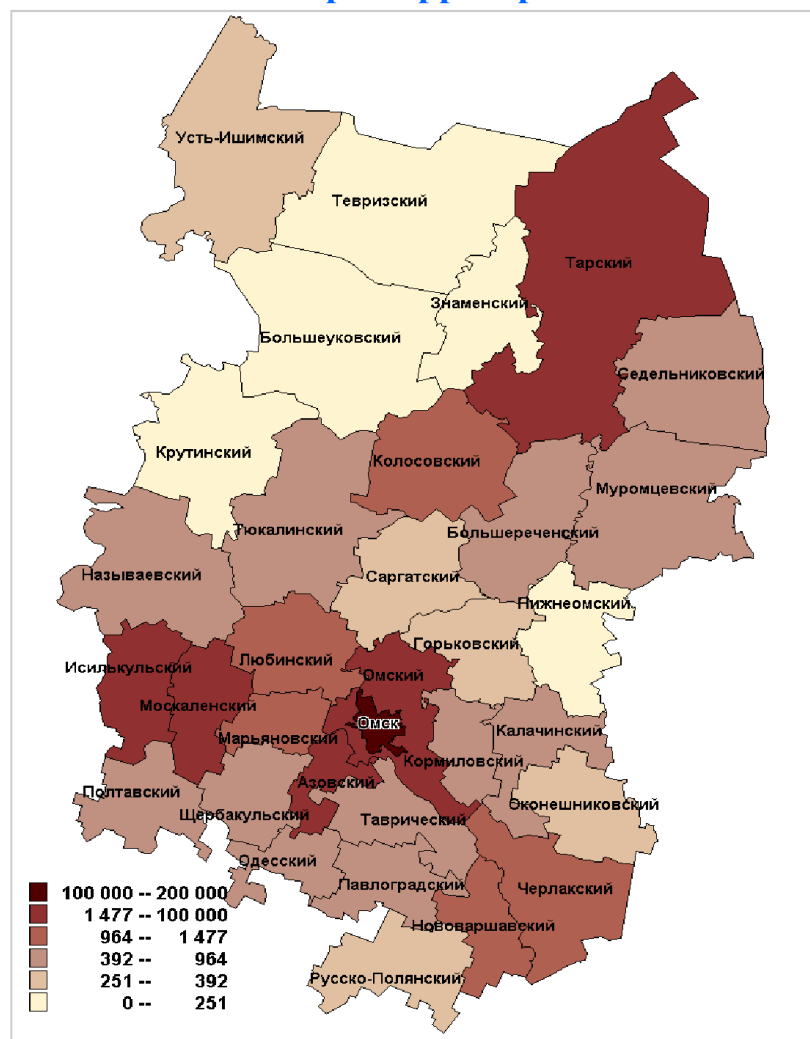 Усть-Ишимский
Тевризский
Тарский
Знаменский
Большеуковский
Седельниковский
Крутинский
Колосовский
Муромцевский
Тюкалинский
Большереченский
Называевский
Саргатский
Пижнеомский
Горьковский
Исилькульский
Любинский
Омский
Москаленский
Омск
Калачинский
Марьяновский
Кормиловский
Азовский
Полтавский
Оконешниковский
Щербакульский
Таврический
Одесский
Павлоградский
Черлакский
Нововаршавский
Русско-Полянский
100 000 -- 200 000
1 477 -- 100 000
964 -- 1 477
392 -- 964
251 -- 392
0 -- 251